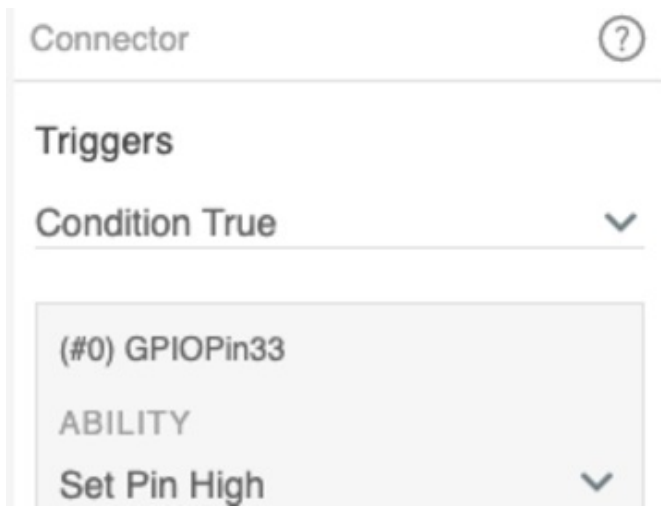 Connector
?
Triggers
Condition True
(#0) GPIOPin33
ABILITY
Set Pin High